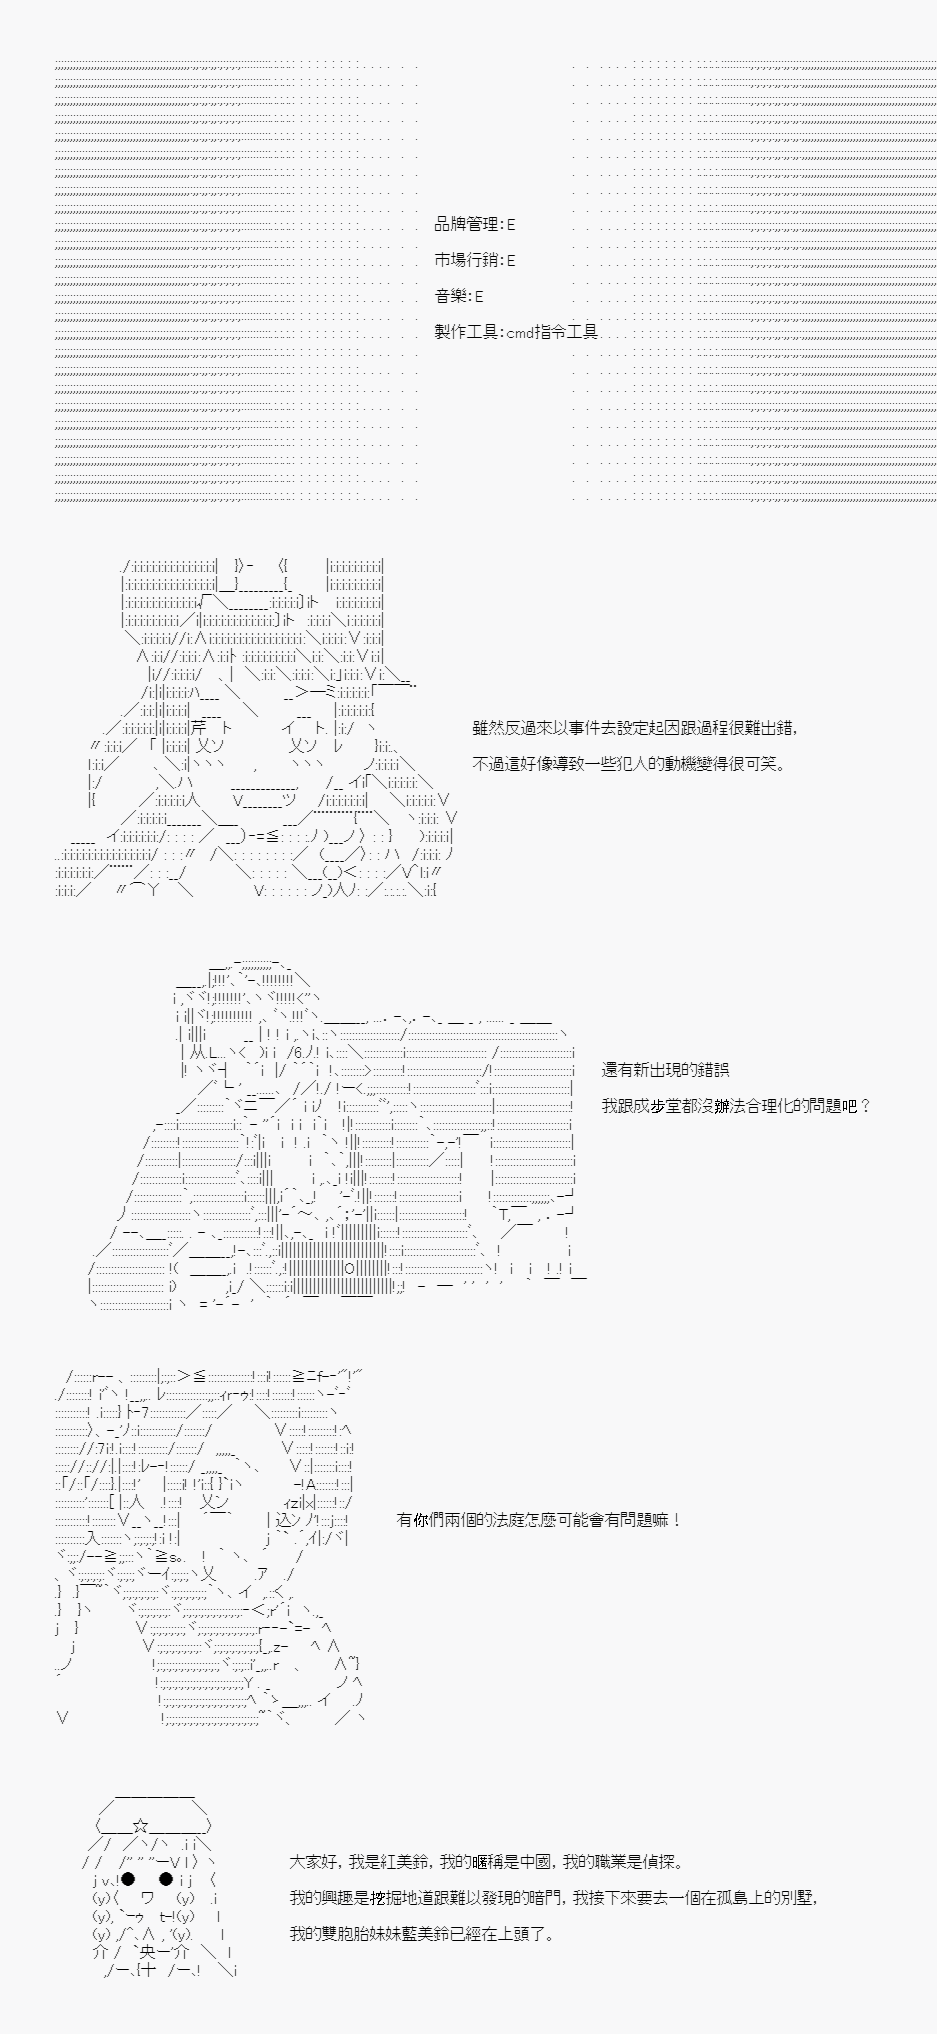 品牌管理:E
市場行銷:E
音樂:E
製作工具:cmd指令工具
雖然反過來以事件去設定起因跟過程很難出錯,
不過這好像導致一些犯人的動機變得很可笑。
還有新出現的錯誤
我跟成步堂都沒辦法合理化的問題吧?
有你們兩個的法庭怎麼可能會有問題嘛!
大家好,我是紅美鈴,我的暱稱是中國,我的職業是偵探。
我的興趣是挖掘地道跟難以發現的暗門,我接下來要去一個在孤島上的別墅,
我的雙胞胎妹妹藍美鈴已經在上頭了。